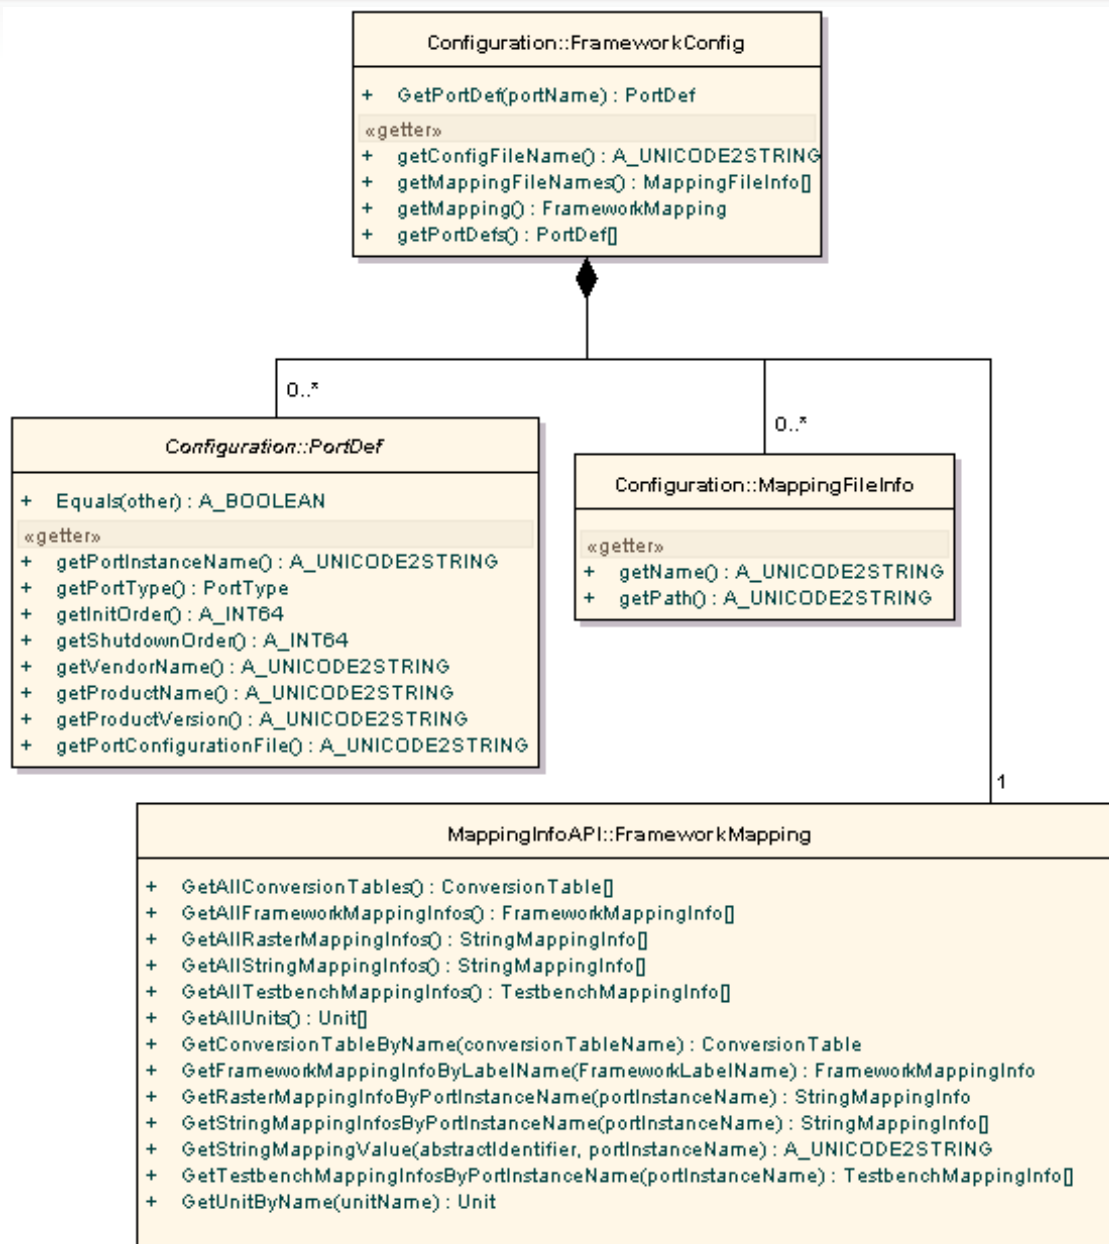 Configuration::FrameworkConfig
+ GetPortDef(portName) : PortDef
«getter»
+ getConfigFileName() : A_UNICODE2STRING
+ getMappingFileNames() : MappingFileInfo[]
+ getMapping() : FrameworkMapping
+ getPortDefs() : PortDef[]
0..*
0..*
Configuration::PortDef
+ Equals(other) : A_BOOLEAN
«getter»
+ getPortInstanceName() : A_UNICODE2STRING
+ getPortType() : PortType
+ getInitOrder() : A_INT64
+ getShutdownOrder() : A_INT64
+ getVendorName() : A_UNICODE2STRING
+ getProductName() : A_UNICODE2STRING
+ getProductVersion() : A_UNICODE2STRING
+ getPortConfigurationFile() : A_UNICODE2STRING
Configuration::MappingFileInfo
«getter»
+ getName() : A_UNICODE2STRING
+ getPath() : A_UNICODE2STRING
1
MappingInfoAPI::FrameworkMapping
+ GetAllConversionTables() : ConversionTable[]
+ GetAllFrameworkMappingInfos() : FrameworkMappingInfo[]
+ GetAllRasterMappingInfos() : StringMappingInfo[]
+ GetAllStringMappingInfos() : StringMappingInfo[]
+ GetAllTestbenchMappingInfos() : TestbenchMappingInfo[]
+ GetAllUnits() : Unit[]
+ GetConversionTableByName(conversionTableName) : ConversionTable
+ GetFrameworkMappingInfoByLabelName(FrameworkLabelName) : FrameworkMappingInfo
+ GetRasterMappingInfoByPortInstanceName(portInstanceName) : StringMappingInfo
+ GetStringMappingInfosByPortInstanceName(portInstanceName) : StringMappingInfo[]
+ GetStringMappingValue(abstractIdentifier, portInstanceName) : A_UNICODE2STRING
+ GetTestbenchMappingInfosByPortInstanceName(portInstanceName) : TestbenchMappingInfo[]
+ GetUnitByName(unitName) : Unit